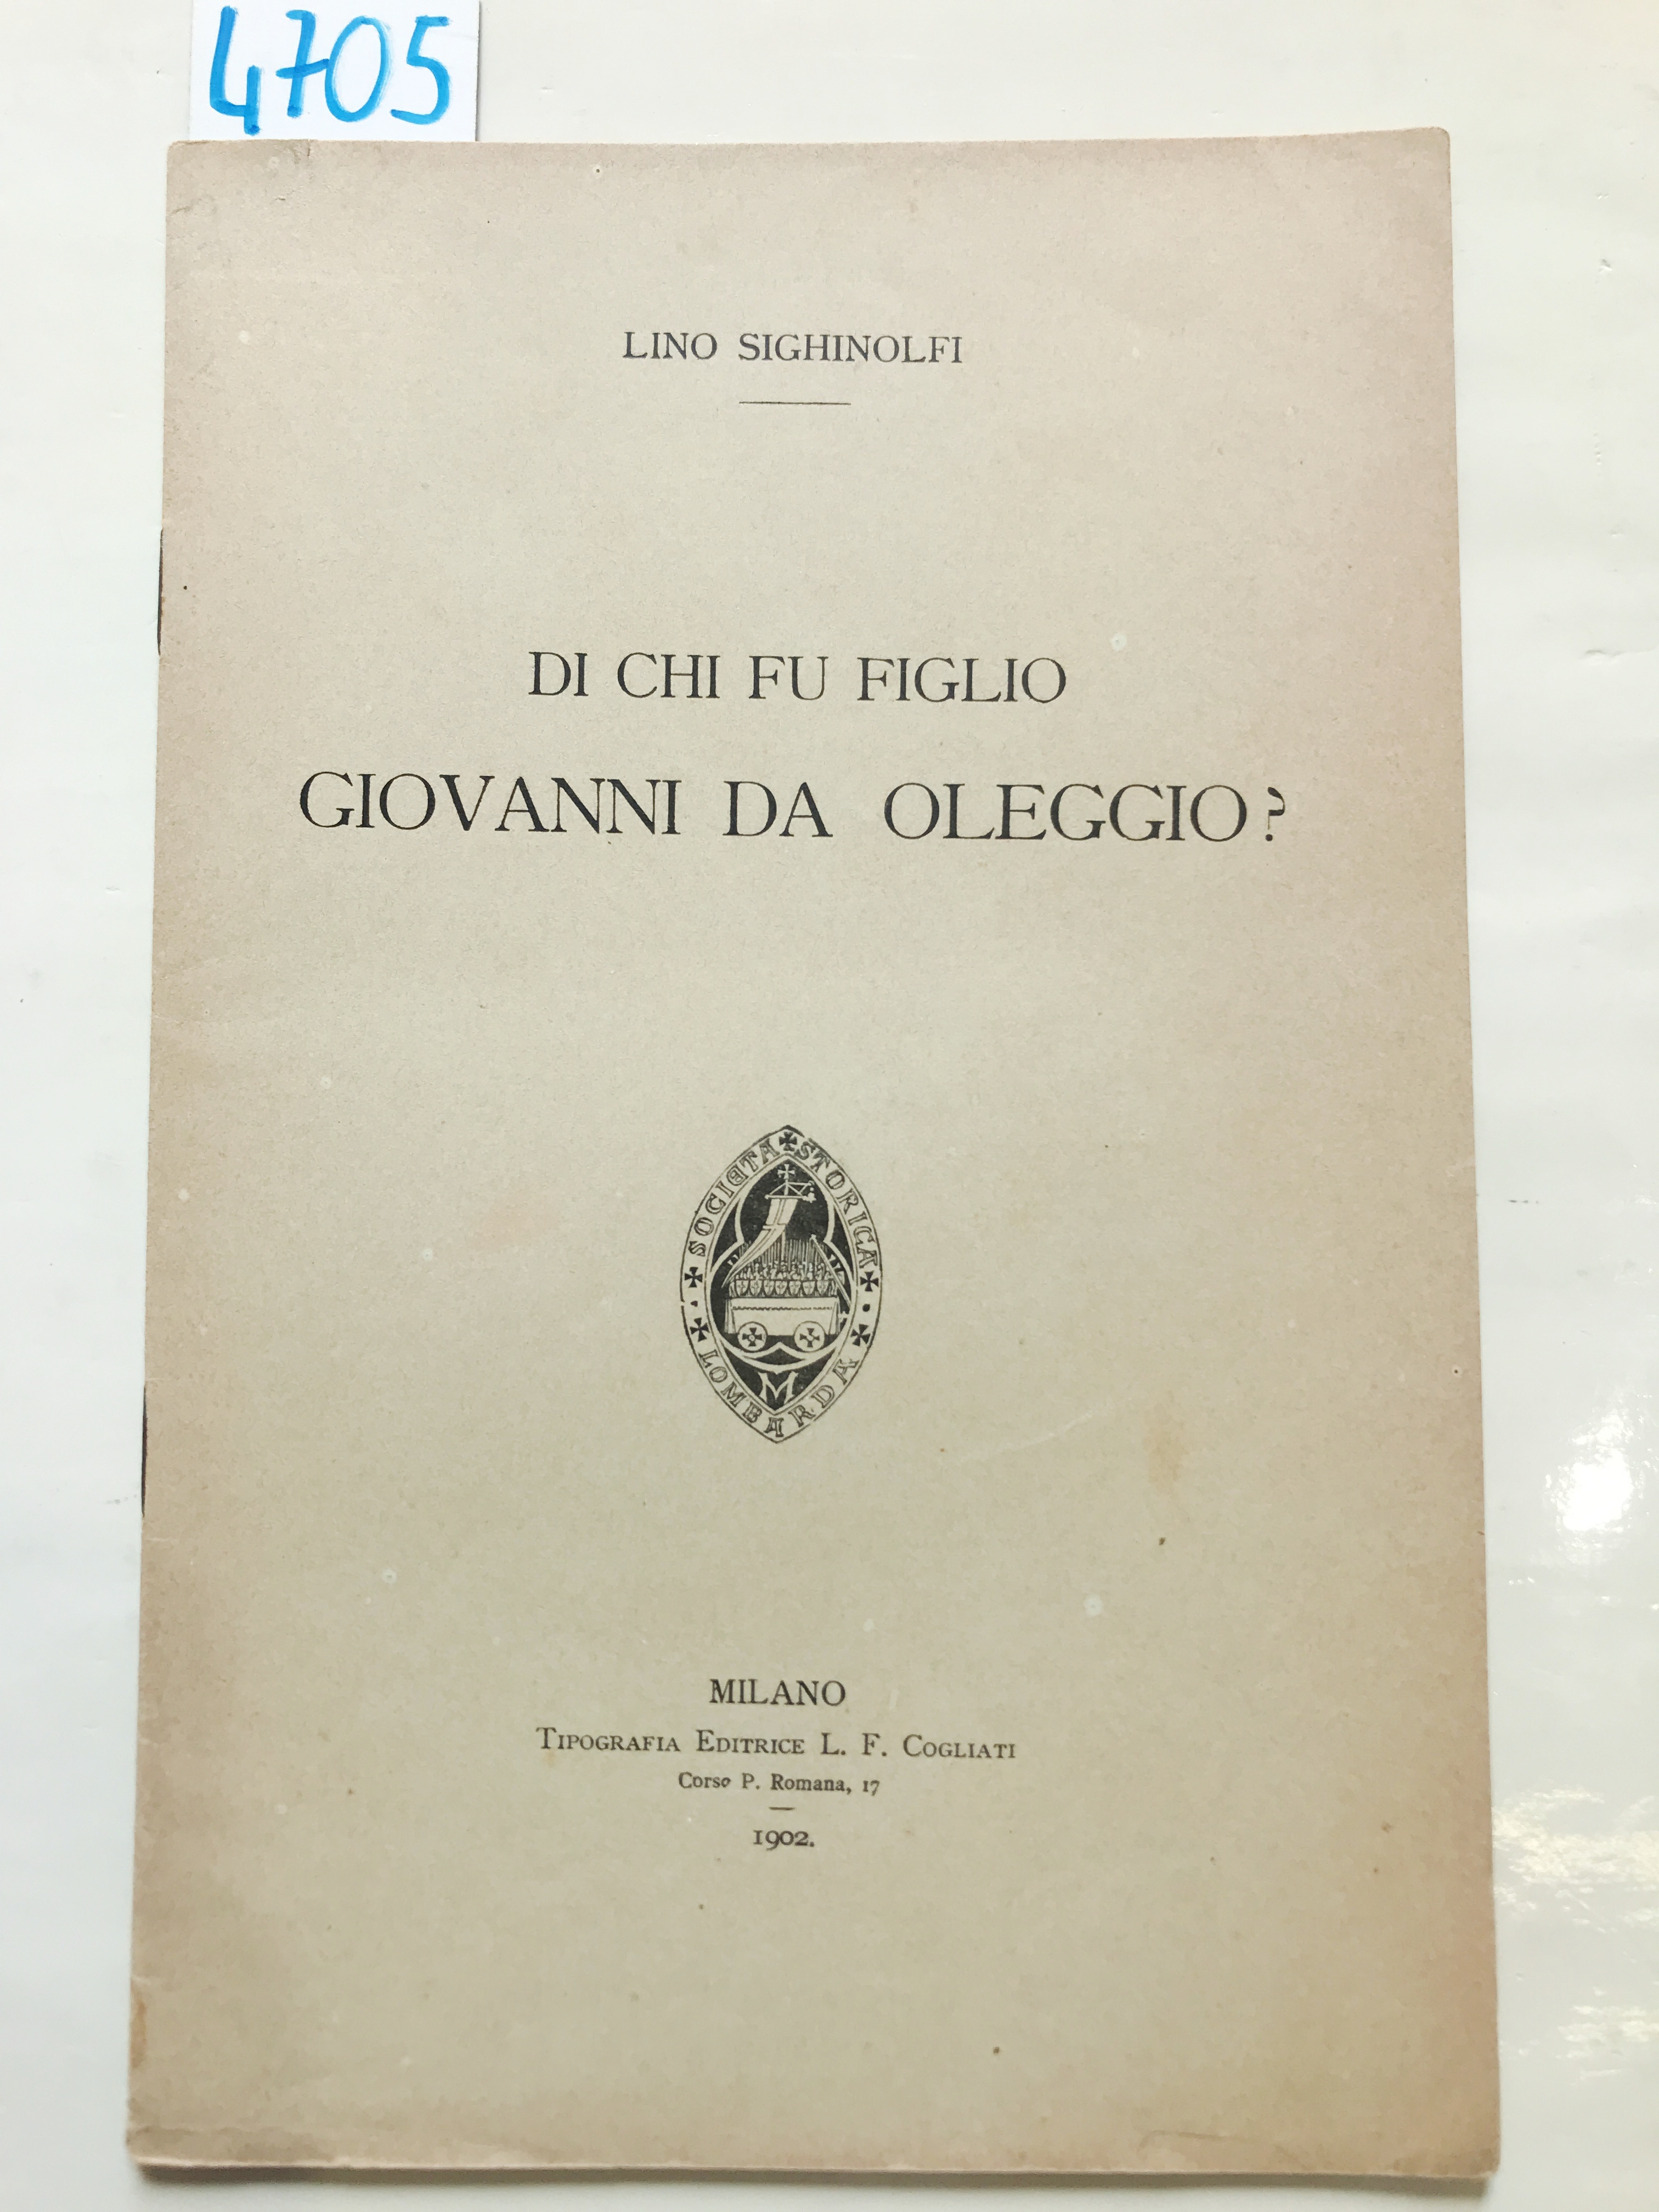 4705
LINO SIGHINOLFI
DI CHI FU FIGLIO
GIOVANNI DA OLEGGIO?
SOCIETA STORICA
LOMBARDA
M
MILANO
TIPOGRAFIA EDITRICE L. F. COGLIATI
Corso P. Romana, 17
1902.